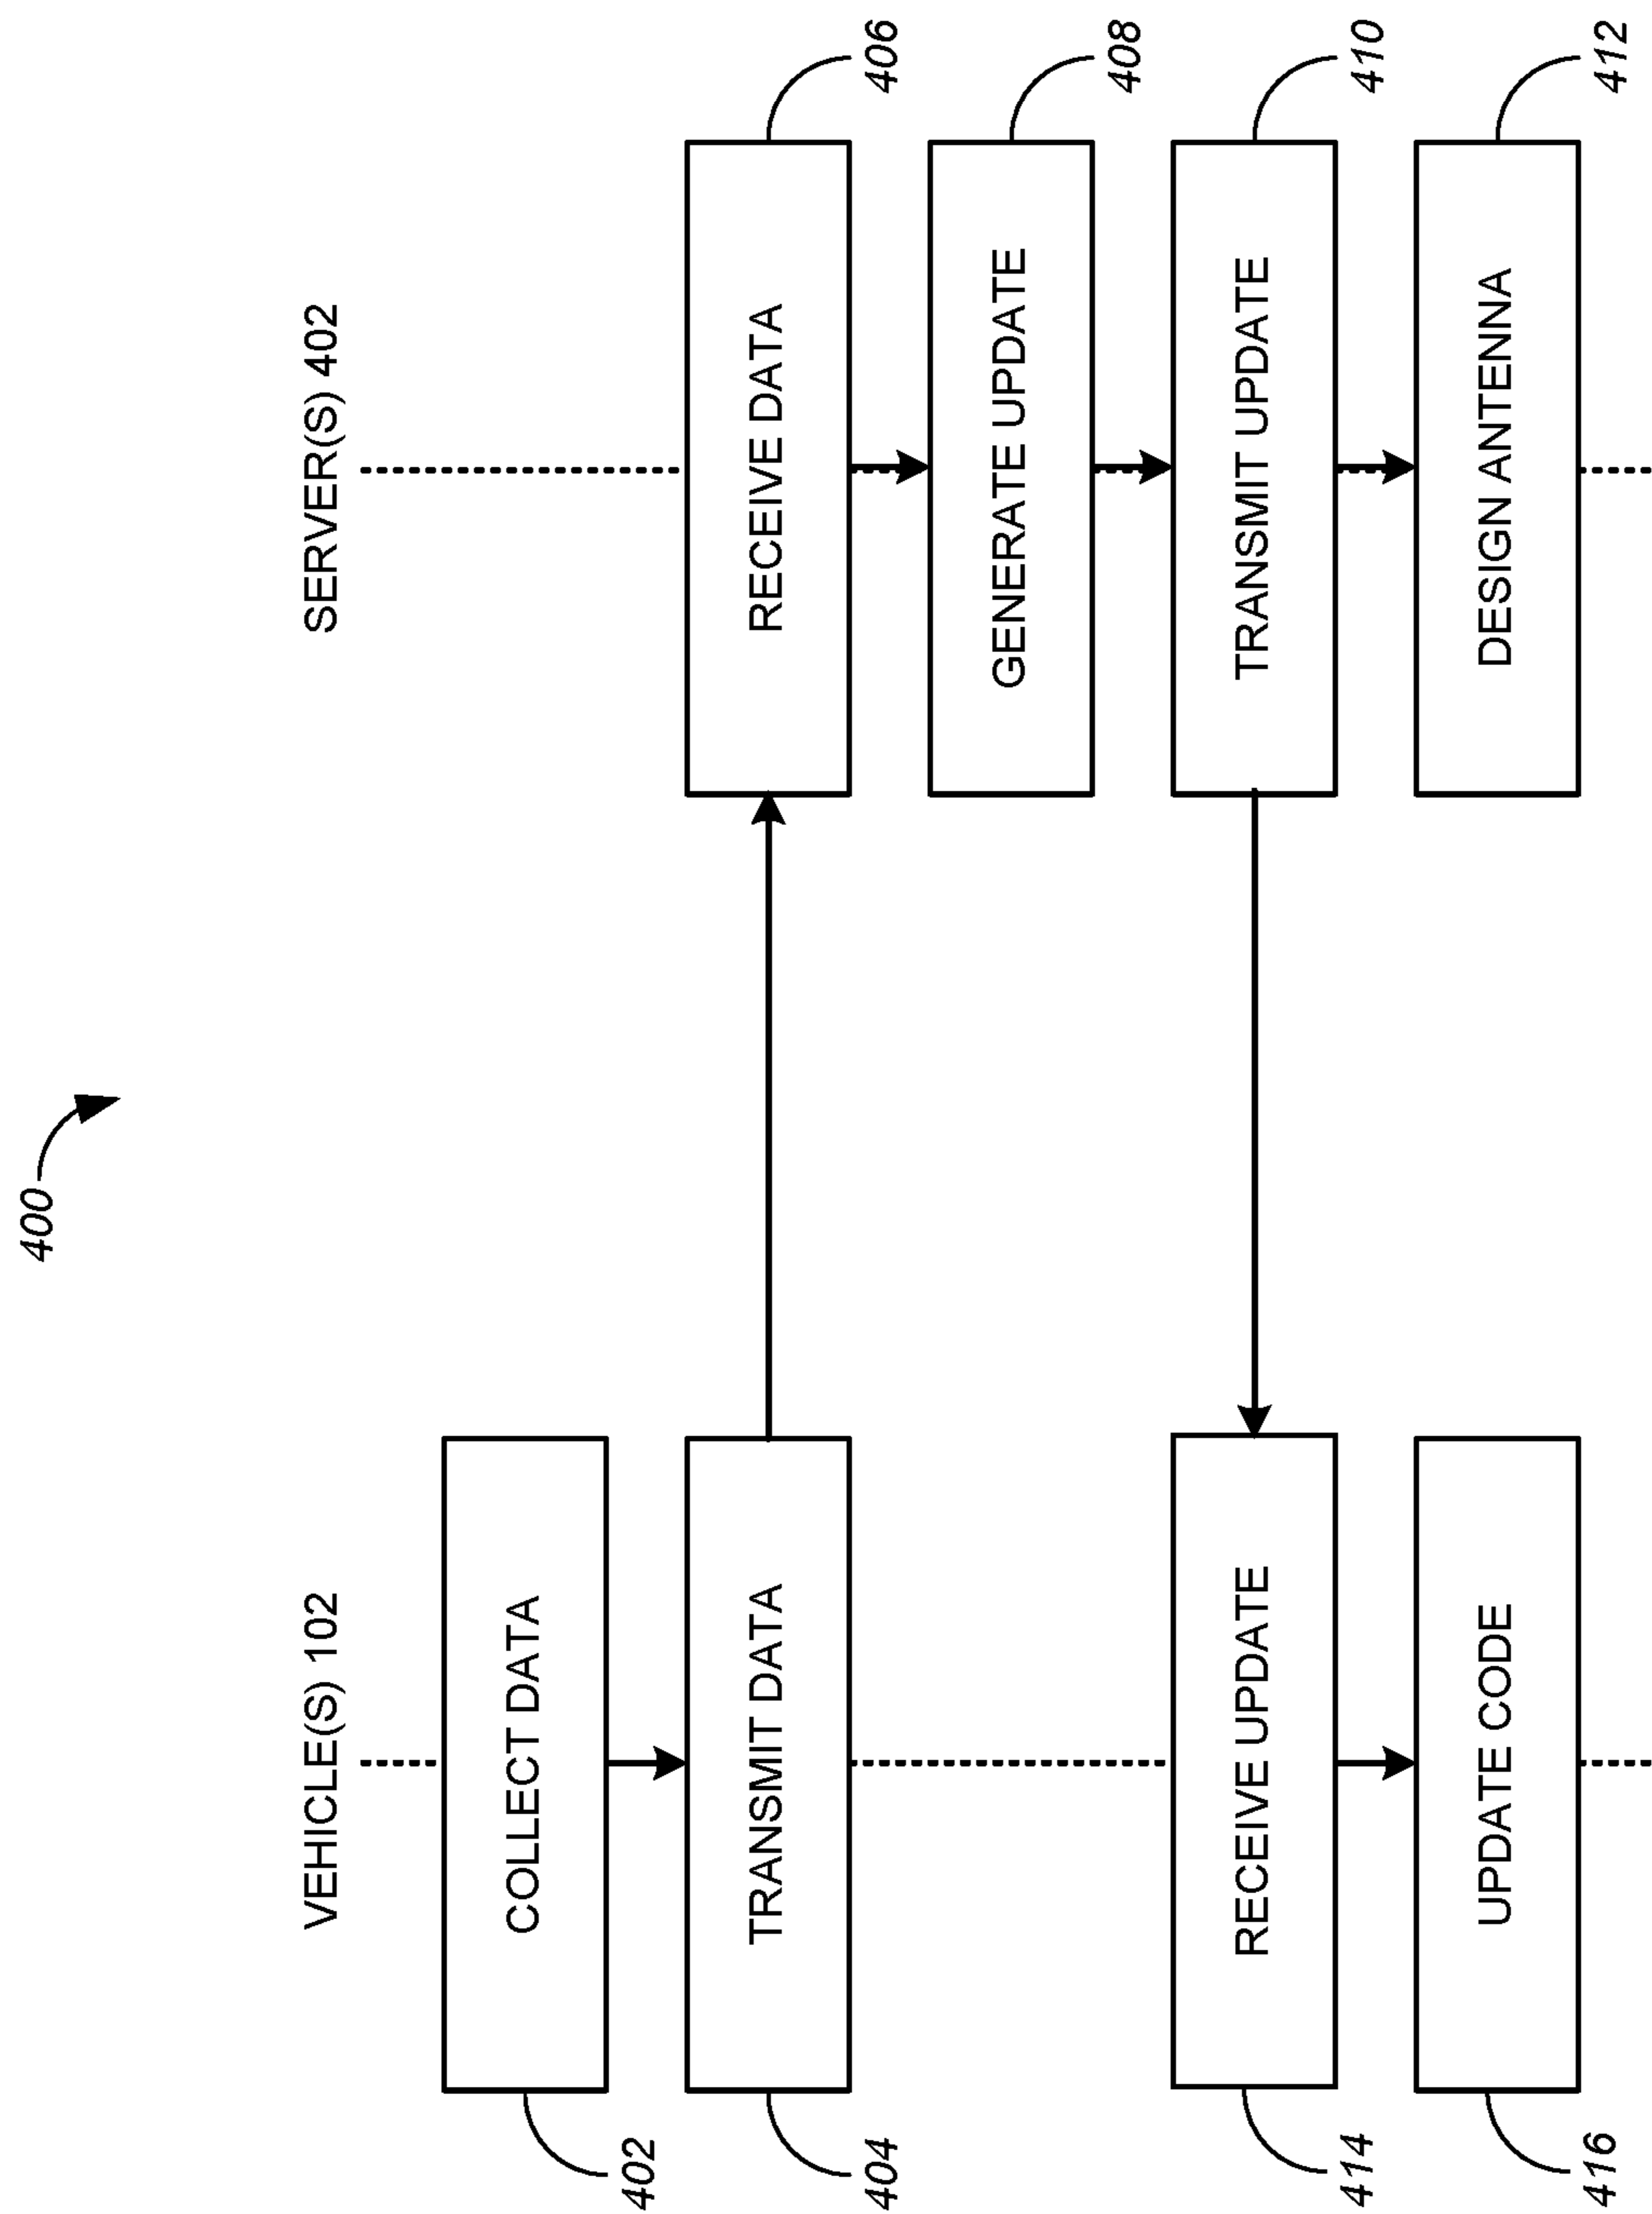 400
VEHICLE(S) 102
SERVER(S) 402
COLLECT DATA
402
TRANSMIT DATA
404
RECEIVE DATA
406
GENERATE UPDATE
408
RECEIVE UPDATE
414
TRANSMIT UPDATE
410
UPDATE CODE
416
DESIGN ANTENNA
412